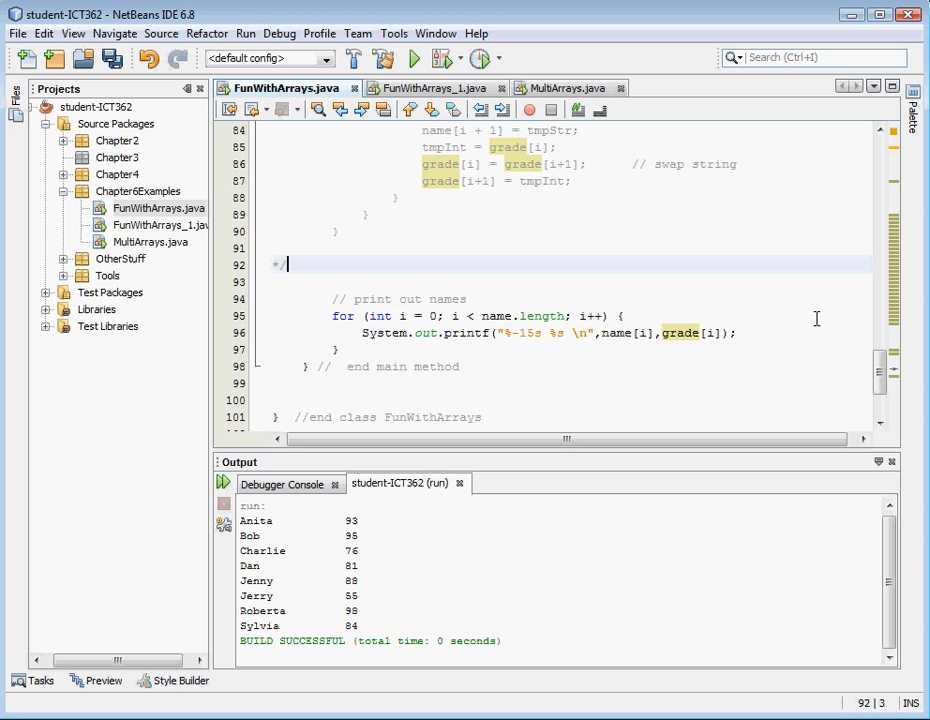 student-ICT362 - NetBeans IDE 6.8
File Edit View Navigate Source Refactor Run Debug Profile Team Tools Window Help
<default config>
Search (Ctrl+I)
Files
Projects
FunWithArrays.java
FunWithArrays_1.java
MultiArrays.java
Palette
student-ICT362
Source Packages
Chapter2
Chapter3
Chapter4
Chapter6Examples
FunWithArrays.java
FunWithArrays_1.jav
MultiArrays.java
OtherStuff
Tools
Test Packages
Libraries
Test Libraries
84 name[i + 1] = tmpStr;
85 tmpInt = grade[i];
86 grade[i] = grade[i+1]; // swap string
87 grade[i+1] = tmpInt;
88 }
89 }
90 }
91
92 */
93
94 // print out names
95 for (int i = 0; i < name.length; i++) {
96 System.out.printf("%-15s %s \n",name[i],grade[i]);
97 }
98 } // end main method
99
100
101 } //end class FunWithArrays
Output
Debugger Console
student-ICT362 (run)
run:
Anita 93
Bob 95
Charlie 76
Dan 81
Jenny 88
Jerry 55
Roberta 98
Sylvia 84
BUILD SUCCESSFUL (total time: 0 seconds)
Tasks Preview Style Builder
92 | 3 INS